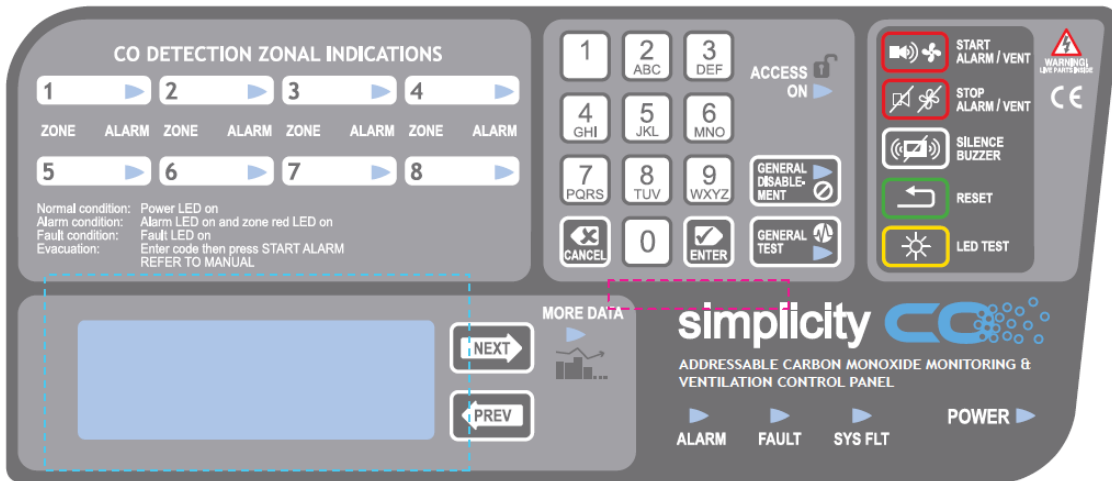 CO DETECTION ZONAL INDICATIONS
1 2 3 4
ZONE ALARM ZONE ALARM ZONE ALARM ZONE ALARM
5 6 7 8
Normal condition: Power LED on
Alarm condition: Alarm LED on and zone red LED on
Fault condition: Fault LED on
Evacuation: Enter code then press START ALARM
REFER TO MANUAL
1
2 ABC
3 DEF
4 GHI
5 JKL
6 MNO
7 PQRS
8 TUV
9 WXYZ
CANCEL
0
ENTER
ACCESS
ON
GENERAL
DISABLE-
MENT
GENERAL
TEST
START
ALARM / VENT
STOP
ALARM / VENT
SILENCE
BUZZER
RESET
LED TEST
WARNING!
LIVE PARTS INSIDE
CE
NEXT
PREV
MORE DATA
simplicity CO
ADDRESSABLE CARBON MONOXIDE MONITORING &
VENTILATION CONTROL PANEL
ALARM FAULT SYS FLT POWER